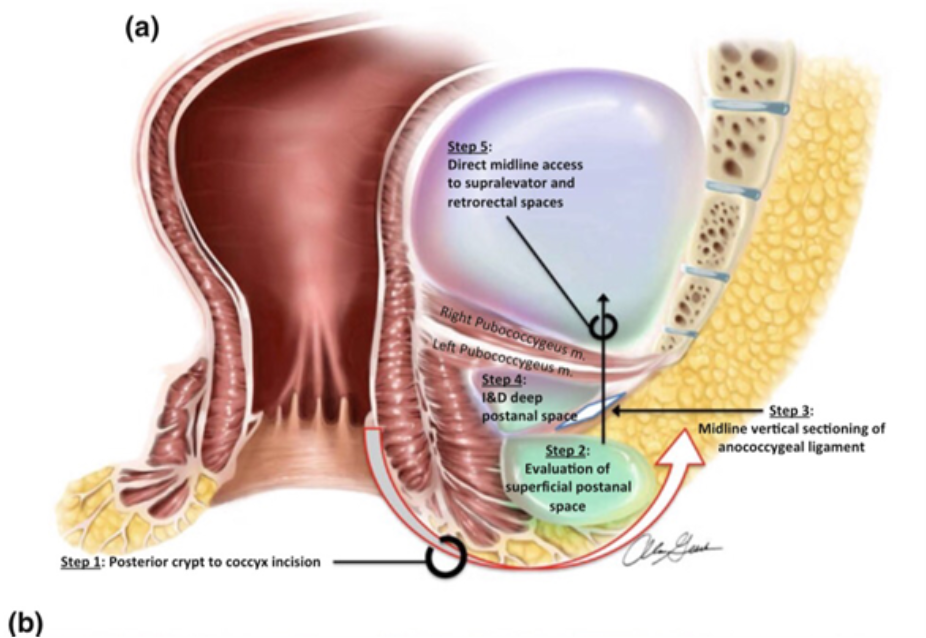 (a)
Step 5:
Direct midline access
to supralevator and
retrorectal spaces
Right Pubococcygeus m.
Left Pubococcygeus m.
Step 4:
I&D deep
postanal space
Step 3:
Midline vertical sectioning of
anococcygeal ligament
Step 2:
Evaluation of
superficial postanal
space
Step 1: Posterior crypt to coccyx incision
(b)